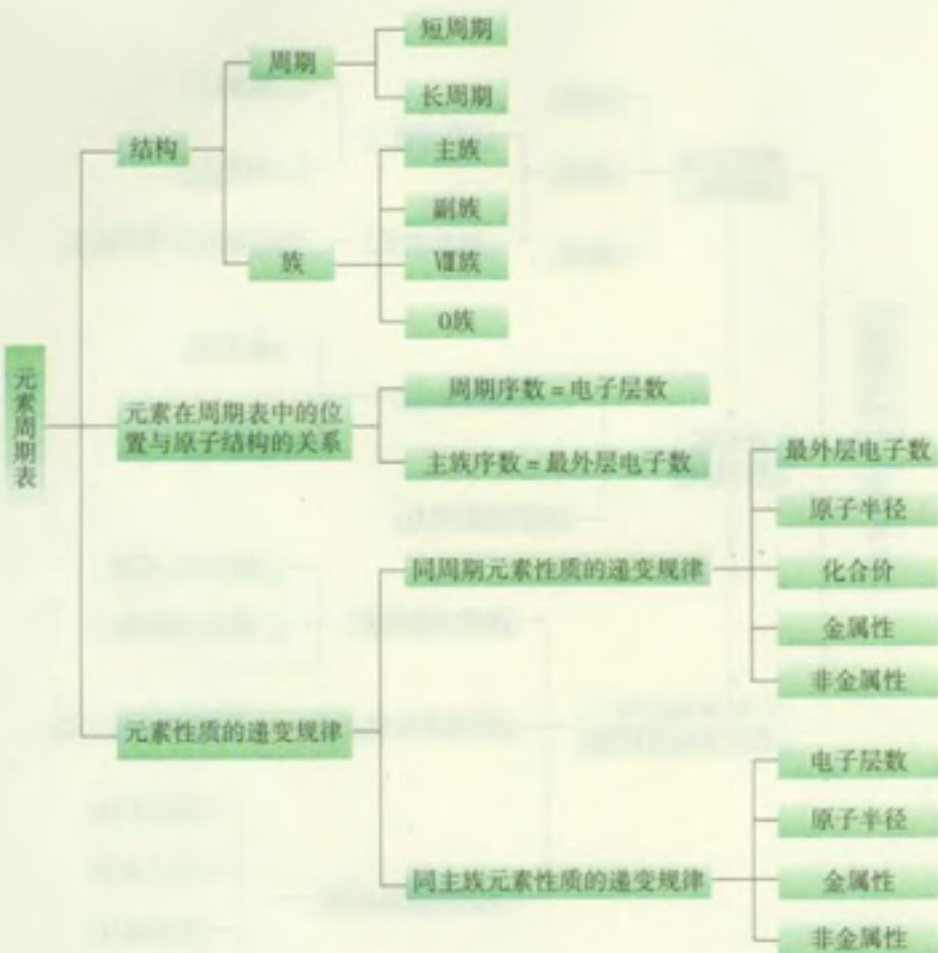 元素周期表
结构
周期
短周期
长周期
族
主族
副族
Ⅷ族
0族
元素在周期表中的位
置与原子结构的关系
周期序数=电子层数
主族序数=最外层电子数
元素性质的递变规律
同周期元素性质的递变规律
最外层电子数
原子半径
化合价
金属性
非金属性
同主族元素性质的递变规律
电子层数
原子半径
金属性
非金属性